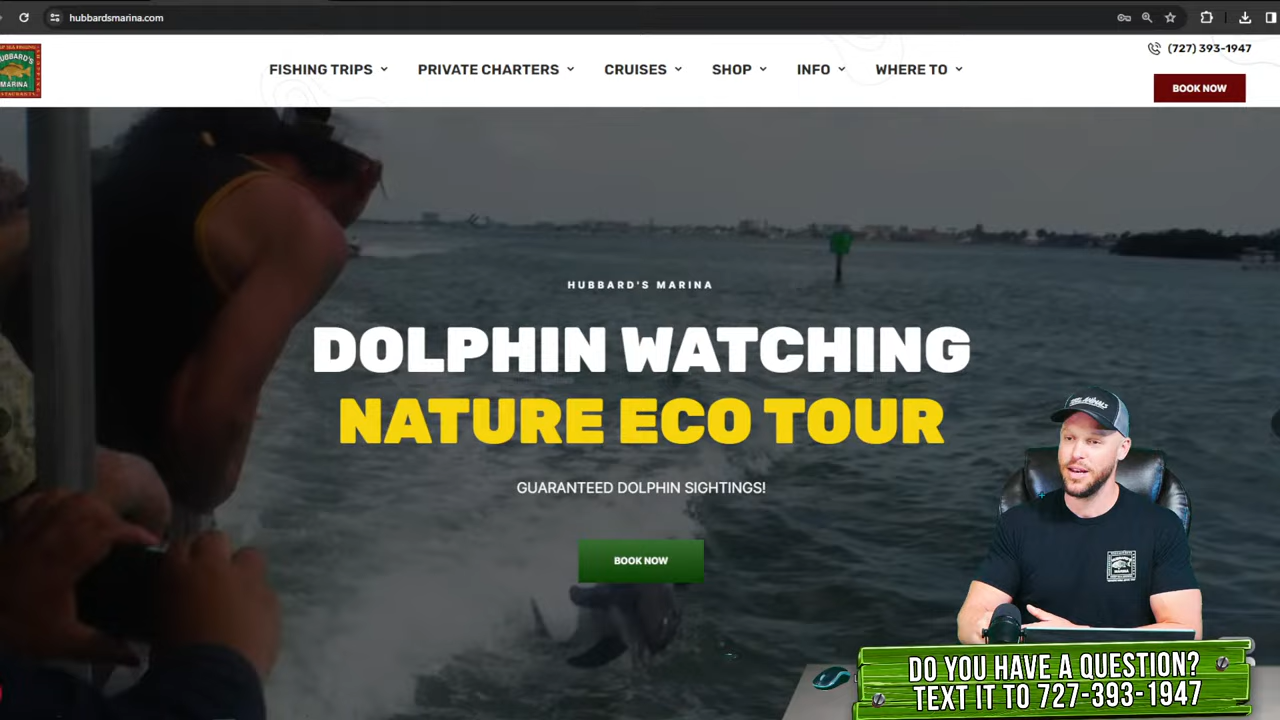 hubbardsmarina.com
(727) 393-1947
HUBBARD'S
MARINA
FISHING TRIPS PRIVATE CHARTERS CRUISES SHOP INFO WHERE TO
BOOK NOW
HUBBARD'S MARINA
DOLPHIN WATCHING
NATURE ECO TOUR
GUARANTEED DOLPHIN SIGHTINGS!
BOOK NOW
DO YOU HAVE A QUESTION?
TEXT IT TO 727-393-1947